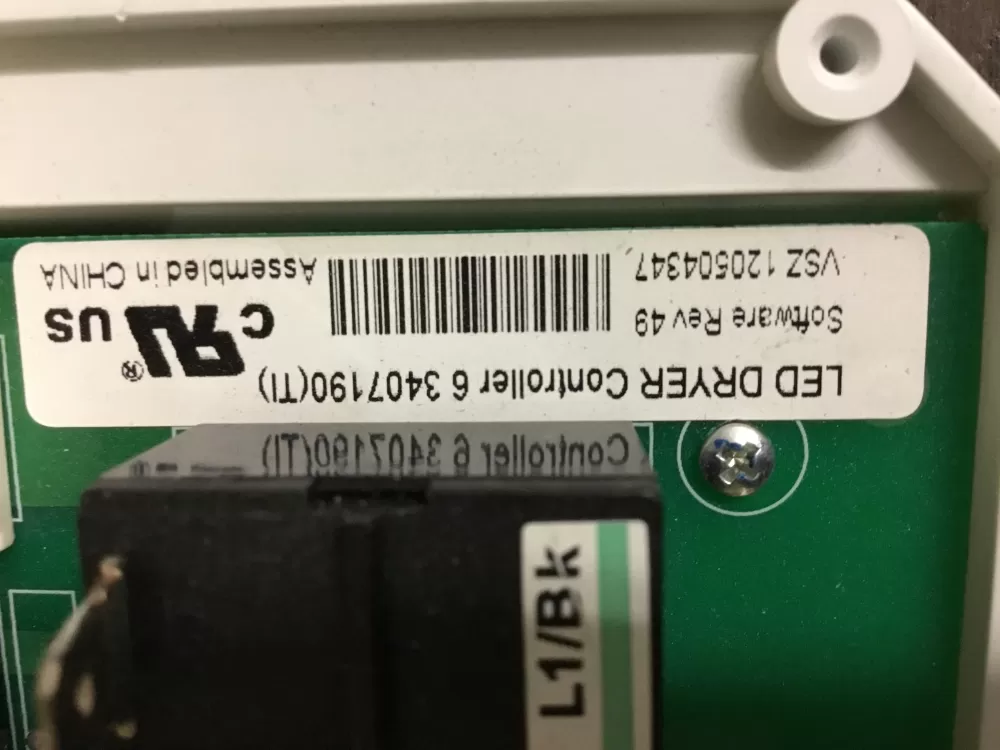 LED DRYER Controller 6 3407190(TI)
Software Rev 49
VSZ 120504347,
c UR US ®
Assembled in CHINA
Controller 6 3407190(TI)
L1/Bk